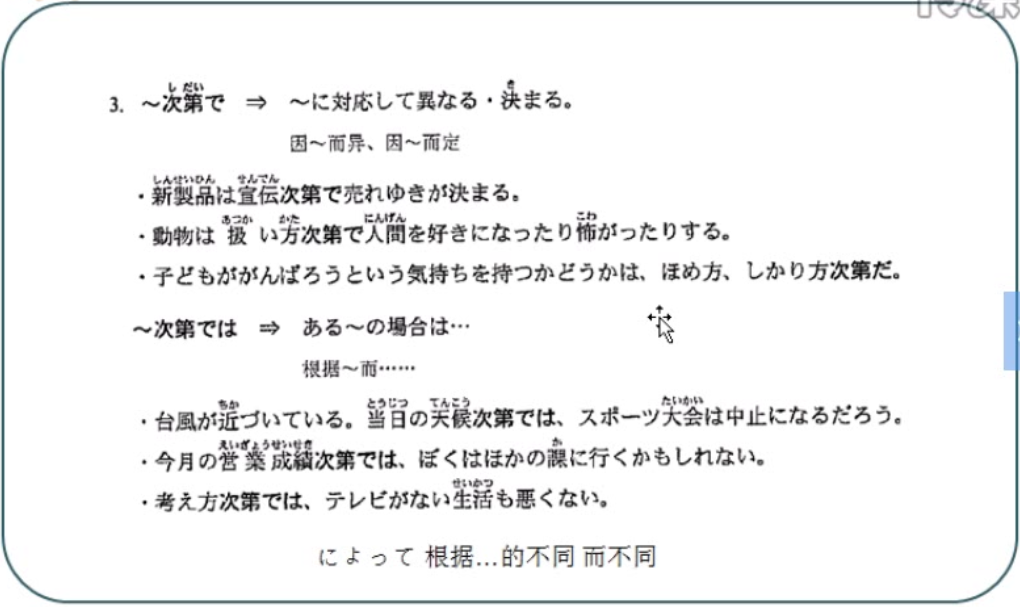 3. ～次第で ⇒ ～に対応して異なる・決まる。
因～而异、因～而定
・新製品は宣伝次第で売れゆきが決まる。
・動物は扱い方次第で人間を好きになったり怖がったりする。
・子どもががんばろうという気持ちを持つかどうかは、ほめ方、しかり方次第だ。
～次第では ⇒ ある～の場合は…
根据～而……
・台風が近づいている。当日の天候次第では、スポーツ大会は中止になるだろう。
・今月の営業成績次第では、ぼくはほかの課に行くかもしれない。
・考え方次第では、テレビがない生活も悪くない。
によって 根据…的不同 而不同